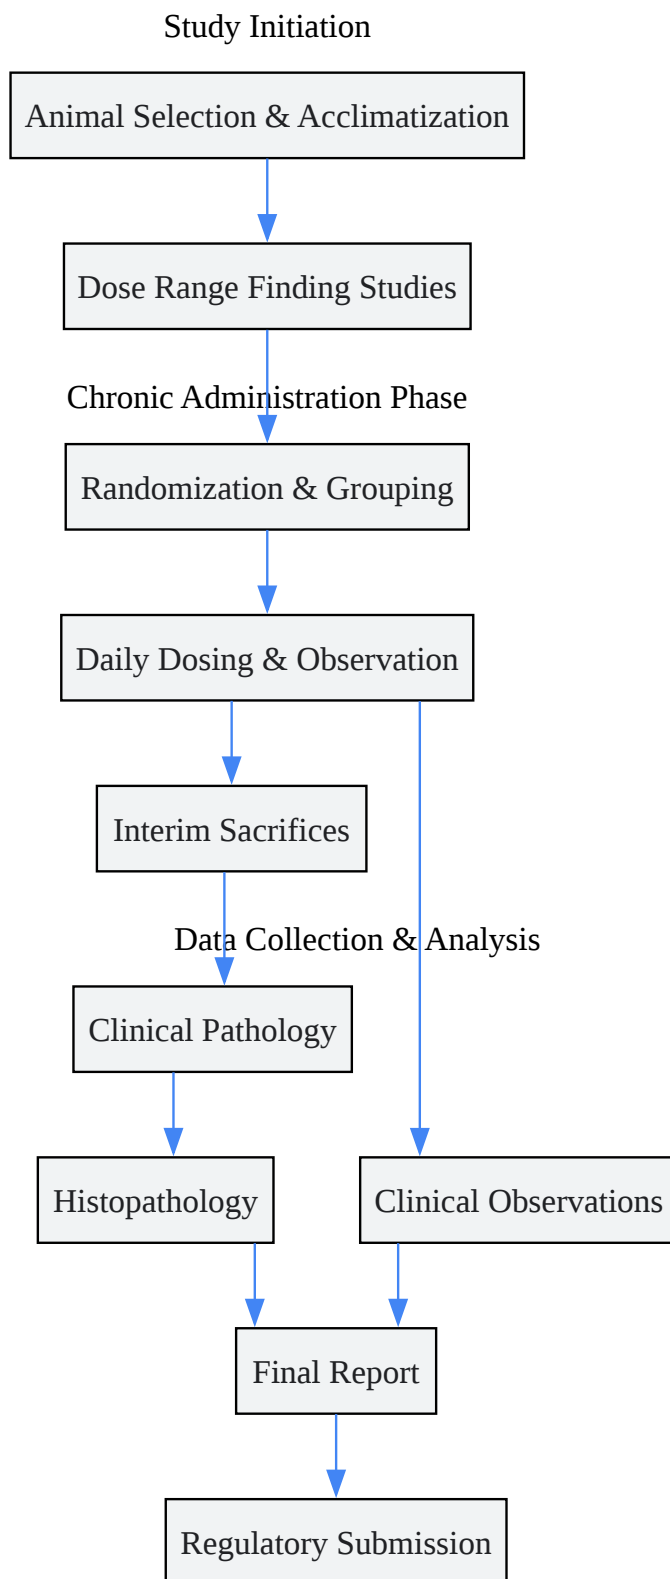 Study Initiation
Animal Selection & Acclimatization
Dose Range Finding Studies
Chronic Administration Phase
Randomization & Grouping
Daily Dosing & Observation
Interim Sacrifices
Data Collection & Analysis
Clinical Pathology
Histopathology
Clinical Observations
Final Report
Regulatory Submission